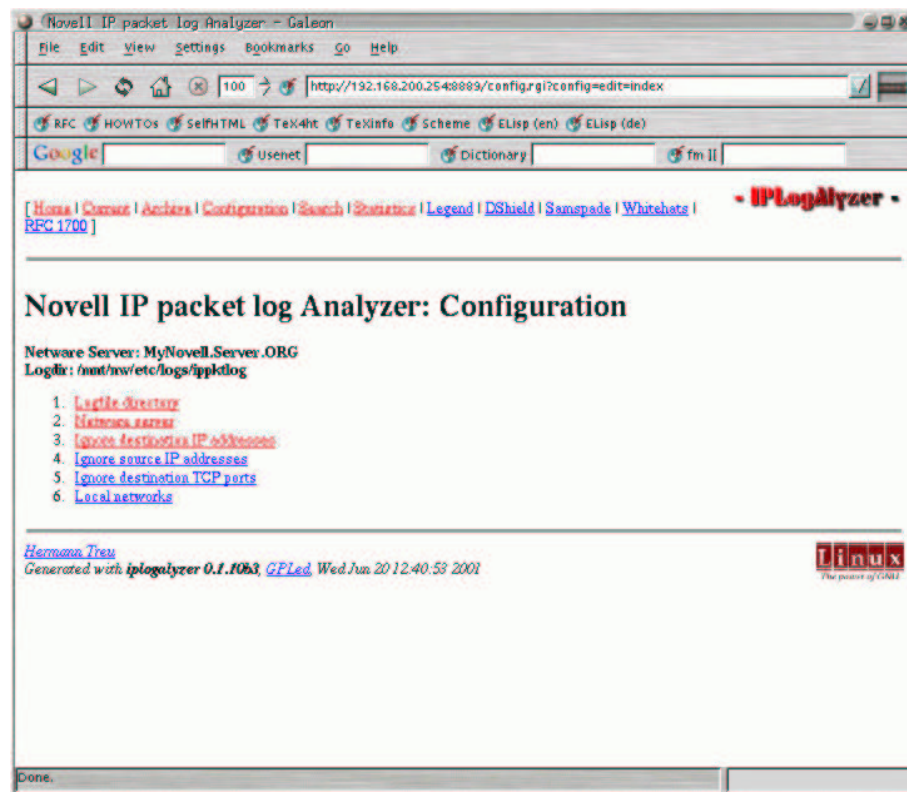 Novell IP packet log Analyzer - Galeon
File Edit View Settings Bookmarks Go Help
100 http://192.168.200.254:8889/config.rgi?config=edit=index
RFC HOWTOs SelfHTML TeX4ht TeXinfo Scheme ELisp (en) ELisp (de)
Google Usenet Dictionary fm II
- IPLogAlyzer -
[ Home | Current | Archive | Configuration | Search | Statistics | Legend | DShield | Samspade | Whitehats |
RFC 1700 ]
Novell IP packet log Analyzer: Configuration
Netware Server: MyNovell.Server.ORG
Logdir: /mnt/nw/etc/logs/ippktlog
1. Logfile directory
2. Netware server
3. Ignore destination IP addresses
4. Ignore source IP addresses
5. Ignore destination TCP ports
6. Local networks
Hermann Treu
Generated with iplogalyzer 0.1.10b3, GPLed, Wed Jun 20 12:40:53 2001
Linux
The power of GNU
Done.